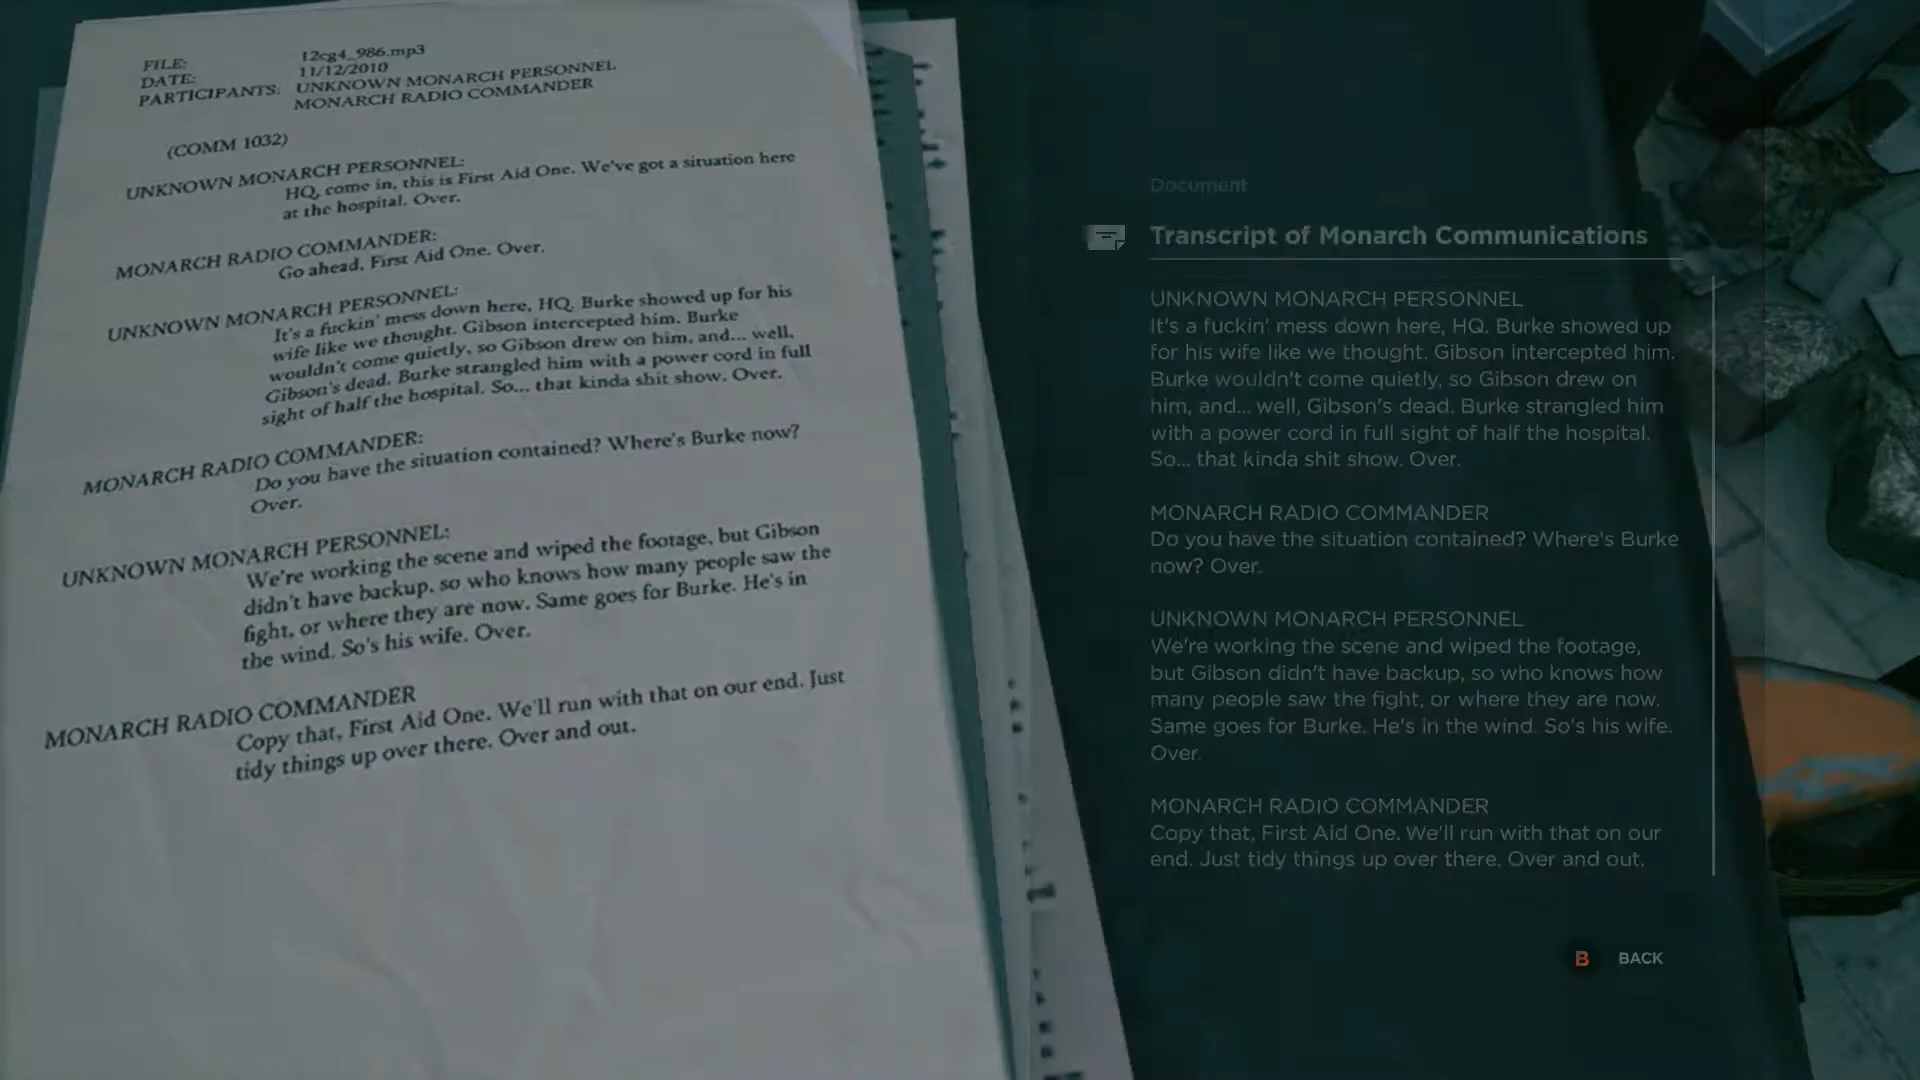 FILE: 12cg4_986.mp3
DATE: 11/12/2010
PARTICIPANTS: UNKNOWN MONARCH PERSONNEL
MONARCH RADIO COMMANDER
(COMM 1032)
UNKNOWN MONARCH PERSONNEL:
HQ, come in, this is First Aid One. We've got a situation here
at the hospital. Over.
MONARCH RADIO COMMANDER:
Go ahead, First Aid One. Over.
UNKNOWN MONARCH PERSONNEL:
It's a fuckin' mess down here, HQ. Burke showed up for his
wife like we thought. Gibson intercepted him. Burke
wouldn't come quietly, so Gibson drew on him, and... well,
Gibson's dead. Burke strangled him with a power cord in full
sight of half the hospital. So... that kinda shit show. Over.
MONARCH RADIO COMMANDER:
Do you have the situation contained? Where's Burke now?
Over.
UNKNOWN MONARCH PERSONNEL:
We're working the scene and wiped the footage, but Gibson
didn't have backup, so who knows how many people saw the
fight, or where they are now. Same goes for Burke. He's in
the wind. So's his wife. Over.
MONARCH RADIO COMMANDER
Copy that, First Aid One. We'll run with that on our end. Just
tidy things up over there. Over and out.
Document
Transcript of Monarch Communications
UNKNOWN MONARCH PERSONNEL
It's a fuckin' mess down here, HQ. Burke showed up
for his wife like we thought. Gibson intercepted him.
Burke wouldn't come quietly, so Gibson drew on
him, and... well, Gibson's dead. Burke strangled him
with a power cord in full sight of half the hospital.
So... that kinda shit show. Over.
MONARCH RADIO COMMANDER
Do you have the situation contained? Where's Burke
now? Over.
UNKNOWN MONARCH PERSONNEL
We're working the scene and wiped the footage,
but Gibson didn't have backup, so who knows how
many people saw the fight, or where they are now.
Same goes for Burke. He's in the wind. So's his wife.
Over.
MONARCH RADIO COMMANDER
Copy that, First Aid One. We'll run with that on our
end. Just tidy things up over there. Over and out.
B BACK